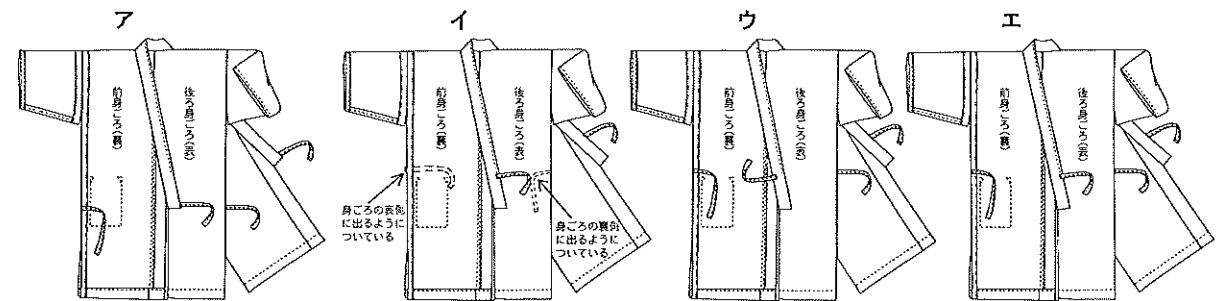 ア
前身ごろ(裏)
後ろ身ごろ(表)
イ
前身ごろ(裏)
後ろ身ごろ(表)
身ごろの裏側
に出るように
ついている
身ごろの裏側
に出るように
ついている
ウ
前身ごろ(裏)
後ろ身ごろ(表)
エ
前身ごろ(裏)
後ろ身ごろ(表)